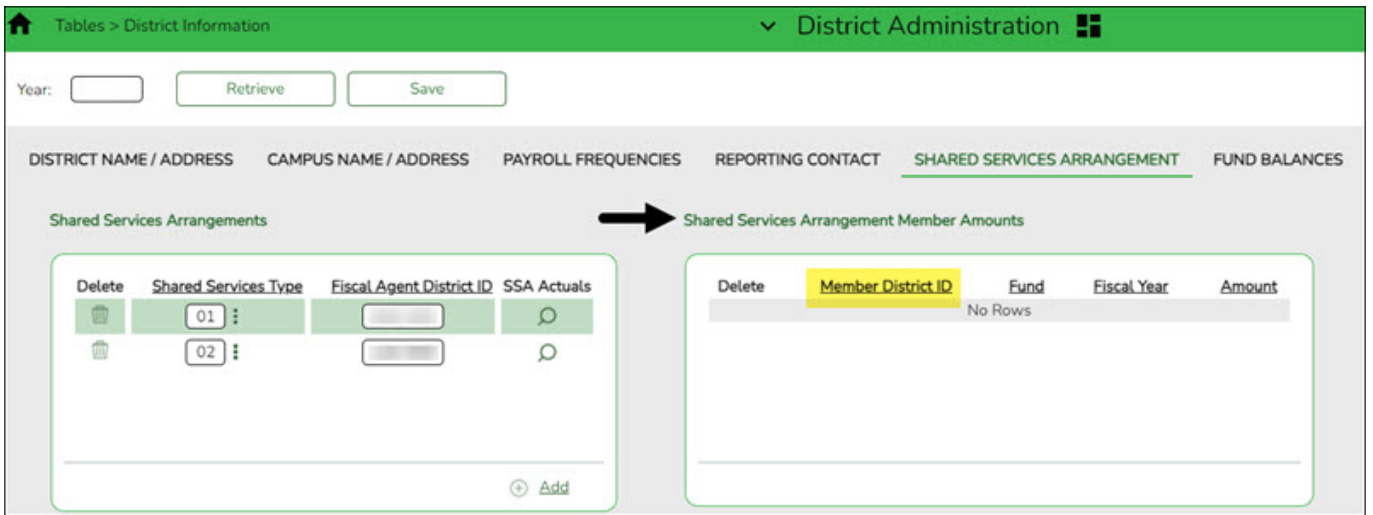 Tables > District Information
District Administration
Year:
Retrieve
Save
DISTRICT NAME / ADDRESS CAMPUS NAME / ADDRESS PAYROLL FREQUENCIES REPORTING CONTACT SHARED SERVICES ARRANGEMENT FUND BALANCES
Shared Services Arrangements
Delete Shared Services Type Fiscal Agent District ID SSA Actuals
01
02
Add
Shared Services Arrangement Member Amounts
Delete Member District ID Fund Fiscal Year Amount
No Rows